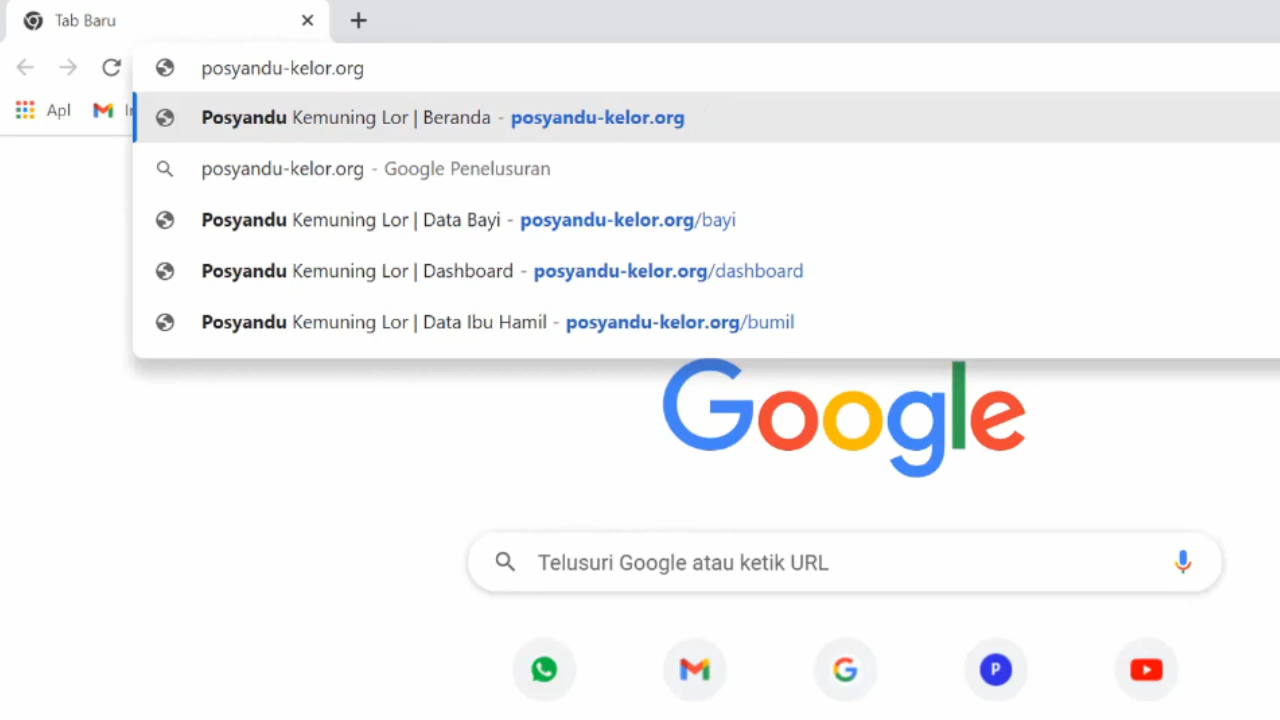 Tab Baru
posyandu-kelor.org
Apl
Posyandu Kemuning Lor | Beranda - posyandu-kelor.org
posyandu-kelor.org - Google Penelusuran
Posyandu Kemuning Lor | Data Bayi - posyandu-kelor.org/bayi
Posyandu Kemuning Lor | Dashboard - posyandu-kelor.org/dashboard
Posyandu Kemuning Lor | Data Ibu Hamil - posyandu-kelor.org/bumil
Google
Telusuri Google atau ketik URL
P